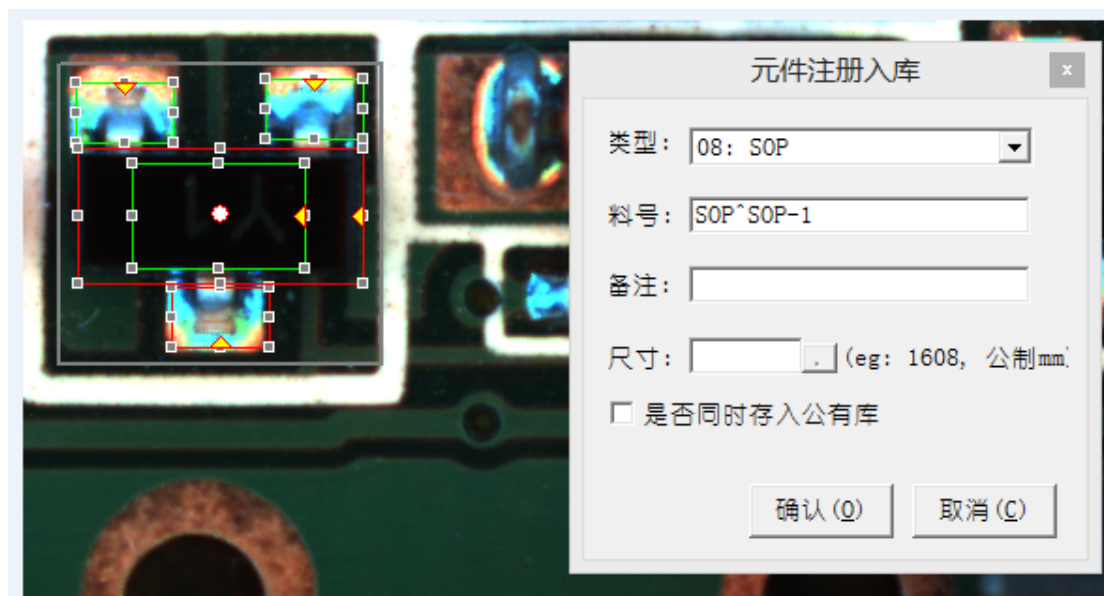 元件注册入库
x
类型: 08: SOP
料号: SOP^SOP-1
备注:
尺寸: . (eg: 1608, 公制mm
是否同时存入公有库
确认(O) 取消(C)